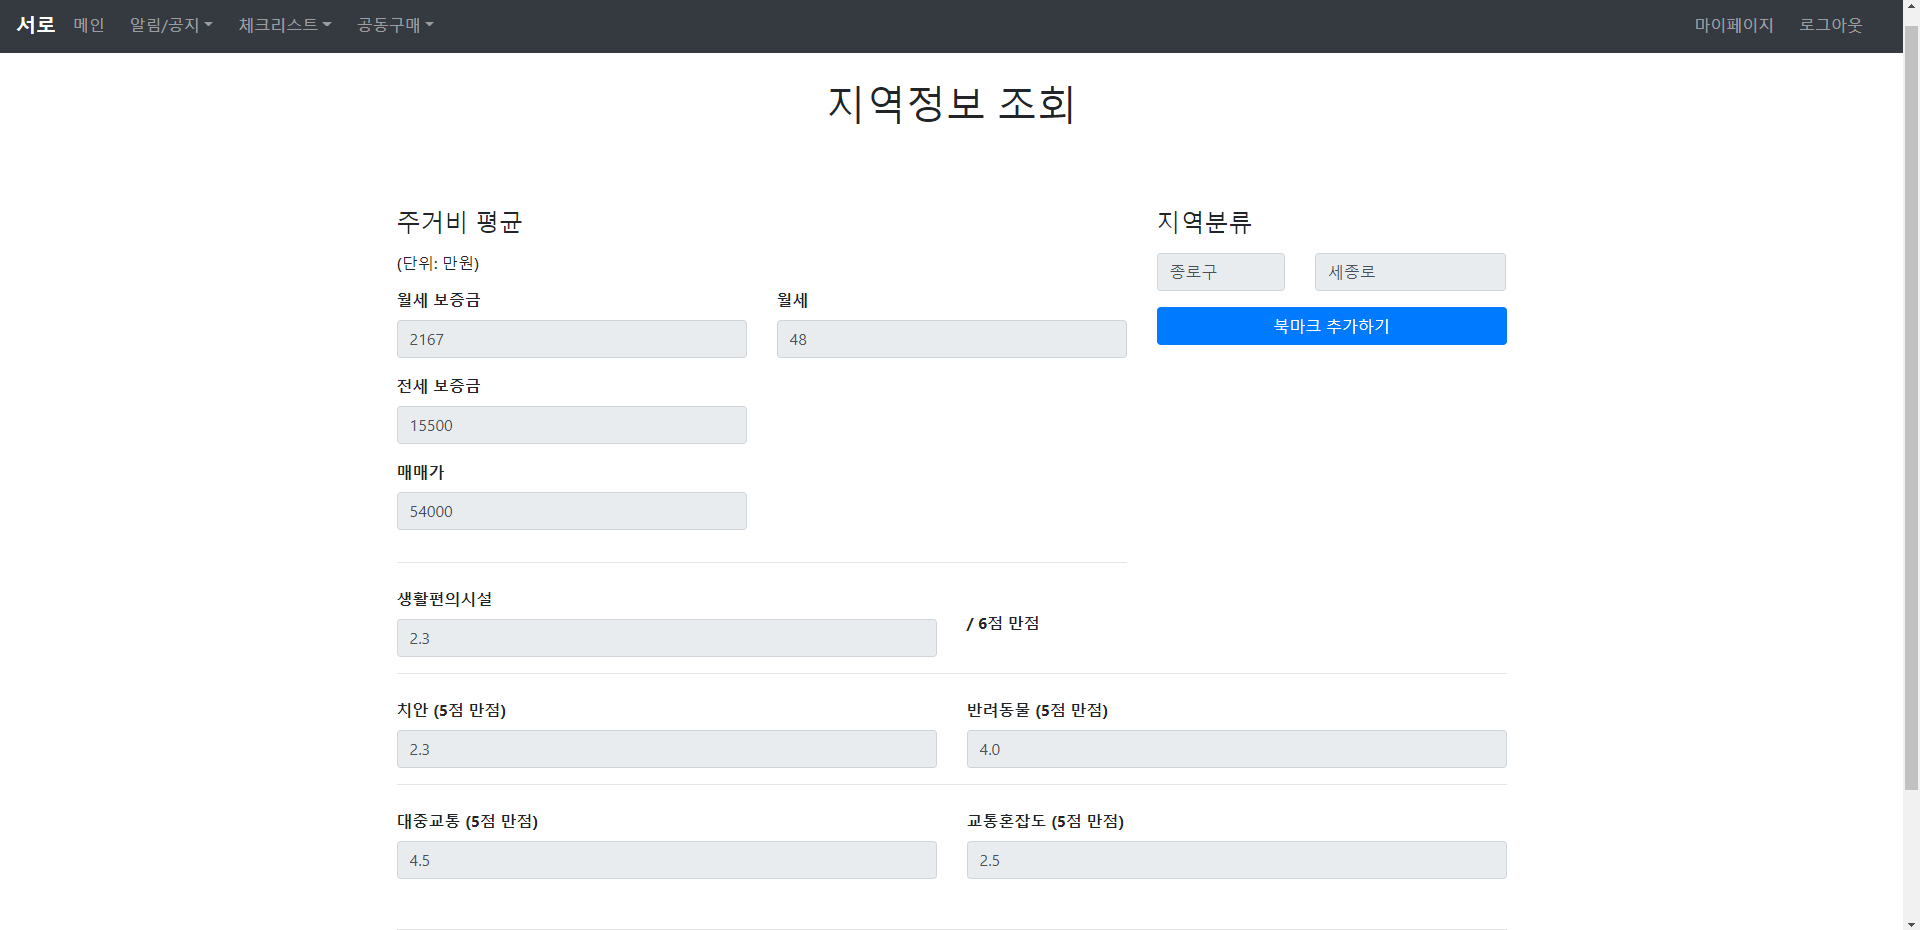 서로 메인 알림/공지 체크리스트 공동구매 마이페이지 로그아웃
지역정보 조회
주거비 평균
(단위: 만원)
월세 보증금 월세
2167 48
전세 보증금
15500
매매가
54000
지역분류
종로구 세종로
북마크 추가하기
생활편의시설
2.3 / 6점 만점
치안 (5점 만점) 반려동물 (5점 만점)
2.3 4.0
대중교통 (5점 만점) 교통혼잡도 (5점 만점)
4.5 2.5